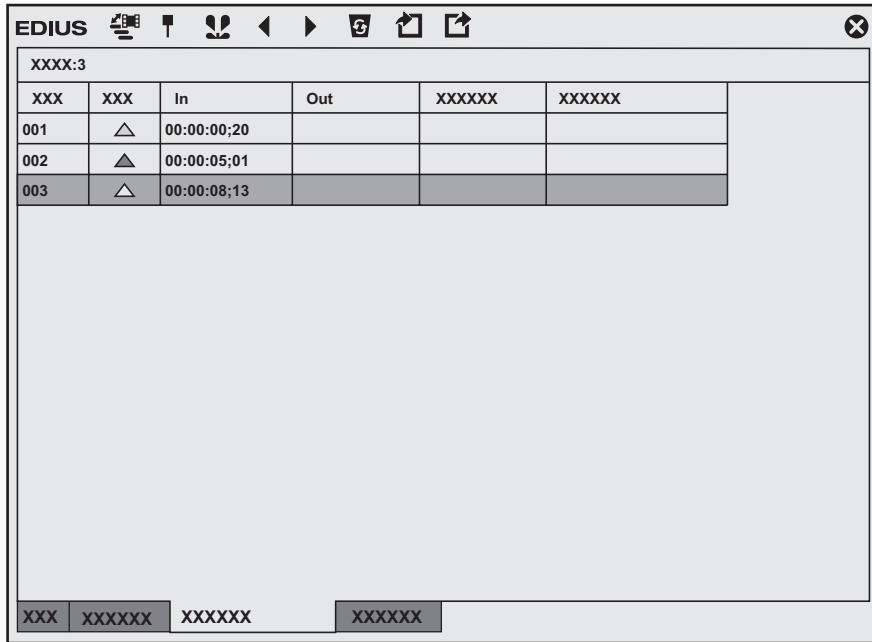 EDIUS
XXXX:3
XXX XXX In Out XXXXXX XXXXXX
001 00:00:00;20
002 00:00:05;01
003 00:00:08;13
XXX XXXXXX XXXXXX XXXXXX